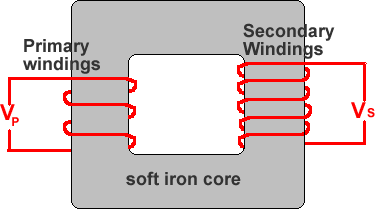 Primary
windings
Secondary
Windings
VP
VS
soft iron core